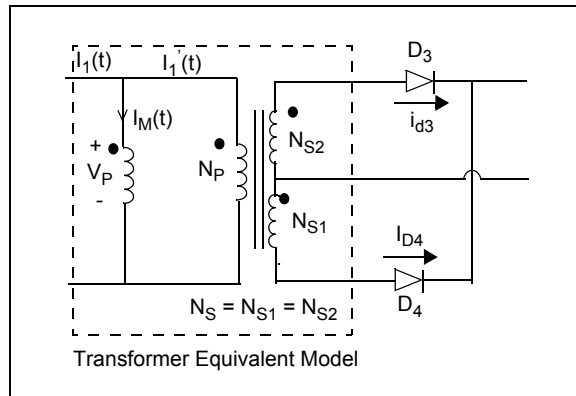 I1(t)
I1'(t)
D3
IM(t)
id3
+
VP
-
NP
NS2
NS1
ID4
D4
NS = NS1 = NS2
Transformer Equivalent Model